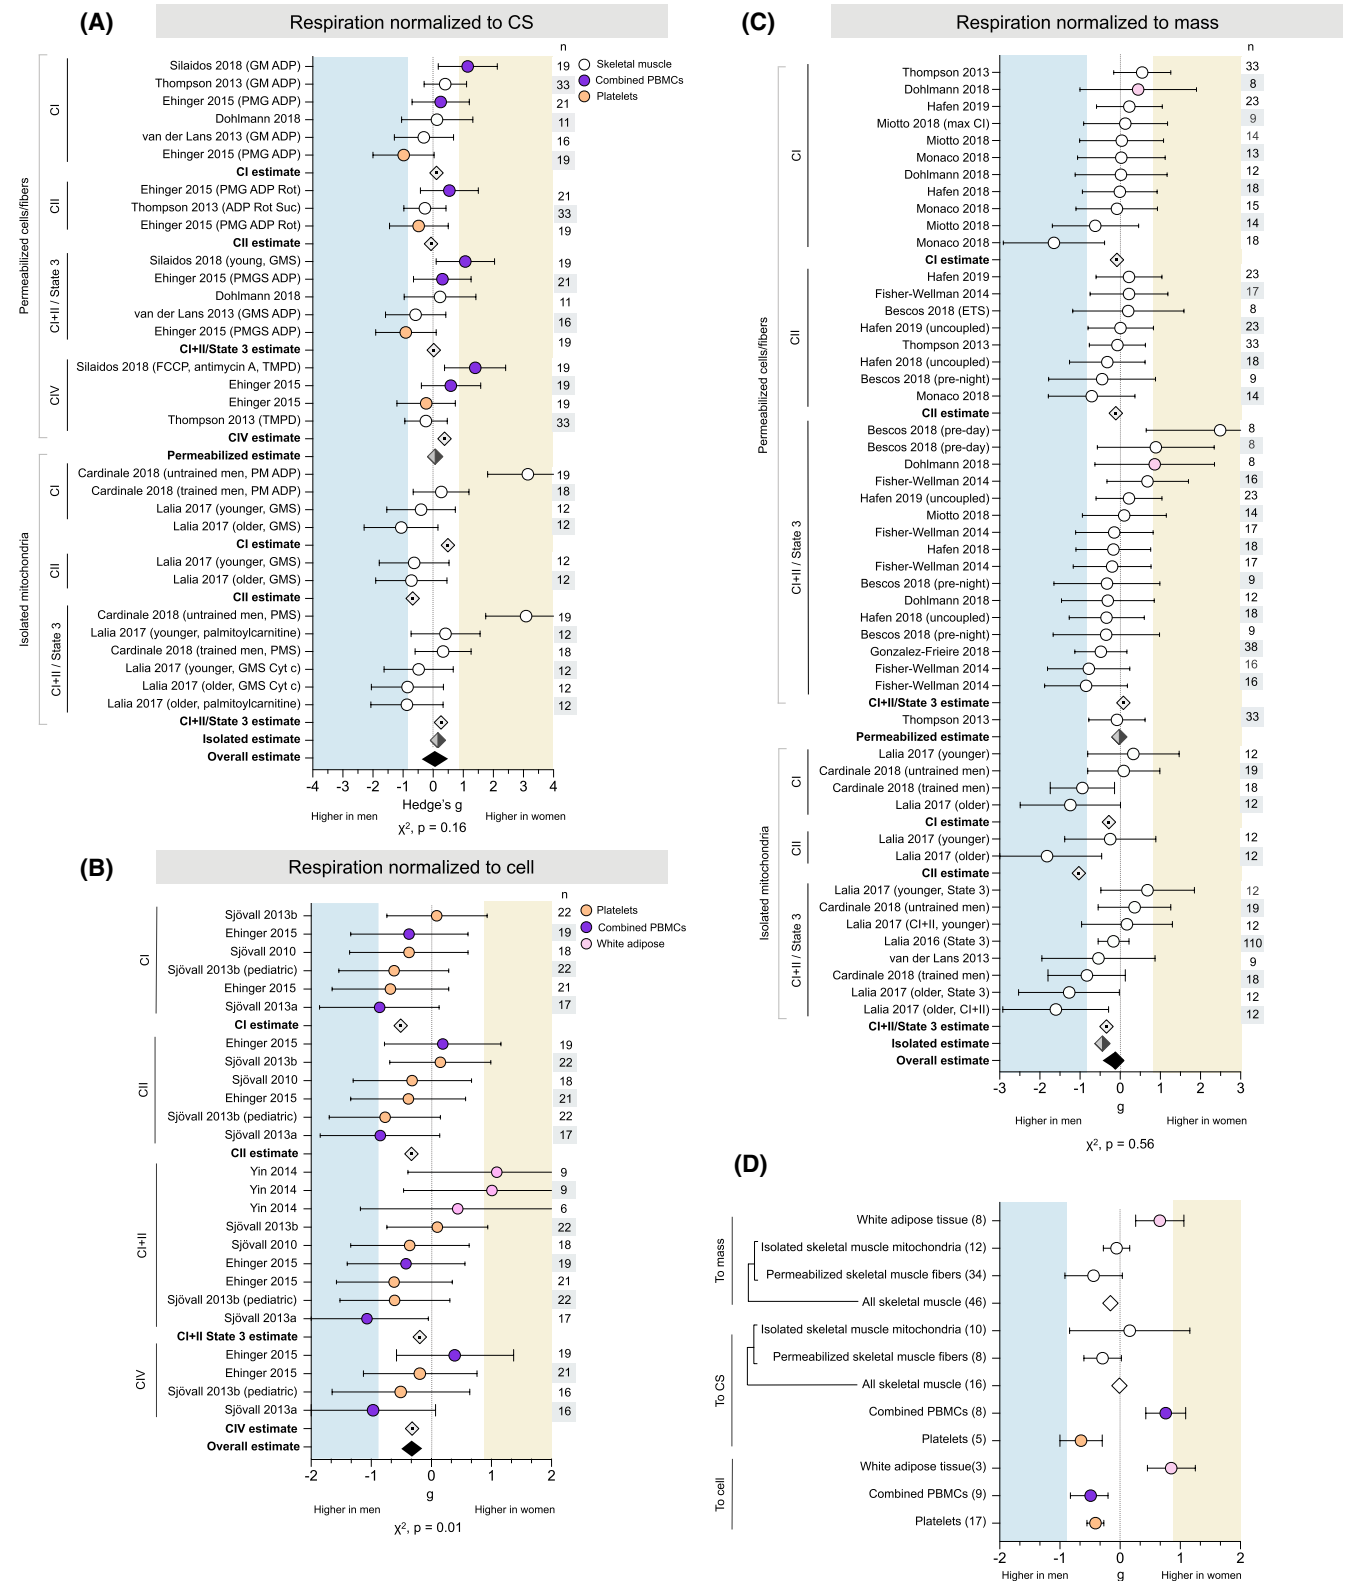 (A)
Respiration normalized to CS
n
Skeletal muscle
Combined PBMCs
Platelets
Permeabilized cells/fibers
CI
Silaidos 2018 (GM ADP) 19
Thompson 2013 (GM ADP) 33
Ehinger 2015 (PMG ADP) 21
Dohlmann 2018 11
van der Lans 2013 (GM ADP) 16
Ehinger 2015 (PMG ADP) 19
CI estimate
CII
Ehinger 2015 (PMG ADP Rot) 21
Thompson 2013 (ADP Rot Suc) 33
Ehinger 2015 (PMG ADP Rot) 19
CII estimate
CI+II / State 3
Silaidos 2018 (young, GMS) 19
Ehinger 2015 (PMGS ADP) 21
Dohlmann 2018 11
van der Lans 2013 (GMS ADP) 16
Ehinger 2015 (PMGS ADP) 19
CI+II/State 3 estimate
CIV
Silaidos 2018 (FCCP, antimycin A, TMPD) 19
Ehinger 2015 19
Ehinger 2015 19
Thompson 2013 (TMPD) 33
CIV estimate
Permeabilized estimate
Isolated mitochondria
CI
Cardinale 2018 (untrained men, PM ADP) 19
Cardinale 2018 (trained men, PM ADP) 18
Lalia 2017 (younger, GMS) 12
Lalia 2017 (older, GMS) 12
CI estimate
CII
Lalia 2017 (younger, GMS) 12
Lalia 2017 (older, GMS) 12
CII estimate
CI+II / State 3
Cardinale 2018 (untrained men, PMS) 19
Lalia 2017 (younger, palmitoylcarnitine) 12
Cardinale 2018 (trained men, PMS) 18
Lalia 2017 (younger, GMS Cyt c) 12
Lalia 2017 (older, GMS Cyt c) 12
Lalia 2017 (older, palmitoylcarnitine) 12
CI+II/State 3 estimate
Isolated estimate
Overall estimate
-4 -3 -2 -1 0 1 2 3 4
Hedge's g
Higher in men Higher in women
χ², p = 0.16
(B)
Respiration normalized to cell
n
Platelets
Combined PBMCs
White adipose
CI
Sjövall 2013b 22
Ehinger 2015 19
Sjövall 2010 18
Sjövall 2013b (pediatric) 22
Ehinger 2015 21
Sjövall 2013a 17
CI estimate
CII
Ehinger 2015 19
Sjövall 2013b 22
Sjövall 2010 18
Ehinger 2015 21
Sjövall 2013b (pediatric) 22
Sjövall 2013a 17
CII estimate
CI+II
Yin 2014 9
Yin 2014 9
Yin 2014 6
Sjövall 2013b 22
Sjövall 2010 18
Ehinger 2015 19
Ehinger 2015 21
Sjövall 2013b (pediatric) 22
Sjövall 2013a 17
CI+II State 3 estimate
CIV
Ehinger 2015 19
Ehinger 2015 21
Sjövall 2013b (pediatric) 16
Sjövall 2013a 16
CIV estimate
Overall estimate
-2 -1 0 1 2
g
Higher in men Higher in women
χ², p = 0.01
(C)
Respiration normalized to mass
n
Permeabilized cells/fibers
CI
Thompson 2013 33
Dohlmann 2018 8
Hafen 2019 23
Miotto 2018 (max CI) 9
Miotto 2018 14
Monaco 2018 13
Dohlmann 2018 12
Hafen 2018 18
Monaco 2018 15
Miotto 2018 14
Monaco 2018 18
CI estimate
CII
Hafen 2019 23
Fisher-Wellman 2014 17
Bescos 2018 (ETS) 8
Hafen 2019 (uncoupled) 23
Thompson 2013 33
Hafen 2018 (uncoupled) 18
Bescos 2018 (pre-night) 9
Monaco 2018 14
CII estimate
CI+II / State 3
Bescos 2018 (pre-day) 8
Bescos 2018 (pre-day) 8
Dohlmann 2018 8
Fisher-Wellman 2014 16
Hafen 2019 (uncoupled) 23
Miotto 2018 14
Fisher-Wellman 2014 17
Hafen 2018 18
Fisher-Wellman 2014 17
Bescos 2018 (pre-night) 9
Dohlmann 2018 12
Hafen 2018 (uncoupled) 18
Bescos 2018 (pre-night) 9
Gonzalez-Frieire 2018 38
Fisher-Wellman 2014 16
Fisher-Wellman 2014 16
CI+II/State 3 estimate
Thompson 2013 33
Permeabilized estimate
Isolated mitochondria
CI
Lalia 2017 (younger) 12
Cardinale 2018 (untrained men) 19
Cardinale 2018 (trained men) 18
Lalia 2017 (older) 12
CI estimate
CII
Lalia 2017 (younger) 12
Lalia 2017 (older) 12
CII estimate
CI+II / State 3
Lalia 2017 (younger, State 3) 12
Cardinale 2018 (untrained men) 19
Lalia 2017 (CI+II, younger) 12
Lalia 2016 (State 3) 110
van der Lans 2013 9
Cardinale 2018 (trained men) 18
Lalia 2017 (older, State 3) 12
Lalia 2017 (older, CI+II) 12
CI+II/State 3 estimate
Isolated estimate
Overall estimate
-3 -2 -1 0 1 2 3
g
Higher in men Higher in women
χ², p = 0.56
(D)
To mass
White adipose tissue (8)
Isolated skeletal muscle mitochondria (12)
Permeabilized skeletal muscle fibers (34)
All skeletal muscle (46)
To CS
Isolated skeletal muscle mitochondria (10)
Permeabilized skeletal muscle fibers (8)
All skeletal muscle (16)
Combined PBMCs (8)
Platelets (5)
To cell
White adipose tissue(3)
Combined PBMCs (9)
Platelets (17)
-2 -1 0 1 2
Higher in men g Higher in women